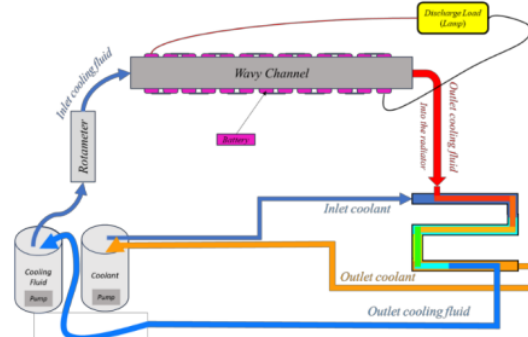 Discharge Load
(Lamp)
Inlet cooling fluid
Wavy Channel
Outlet cooling fluid
Into the radiator
Battery
Rotameter
Inlet coolant
Cooling
Fluid
Pump
Coolant
Pump
Outlet coolant
Outlet cooling fluid